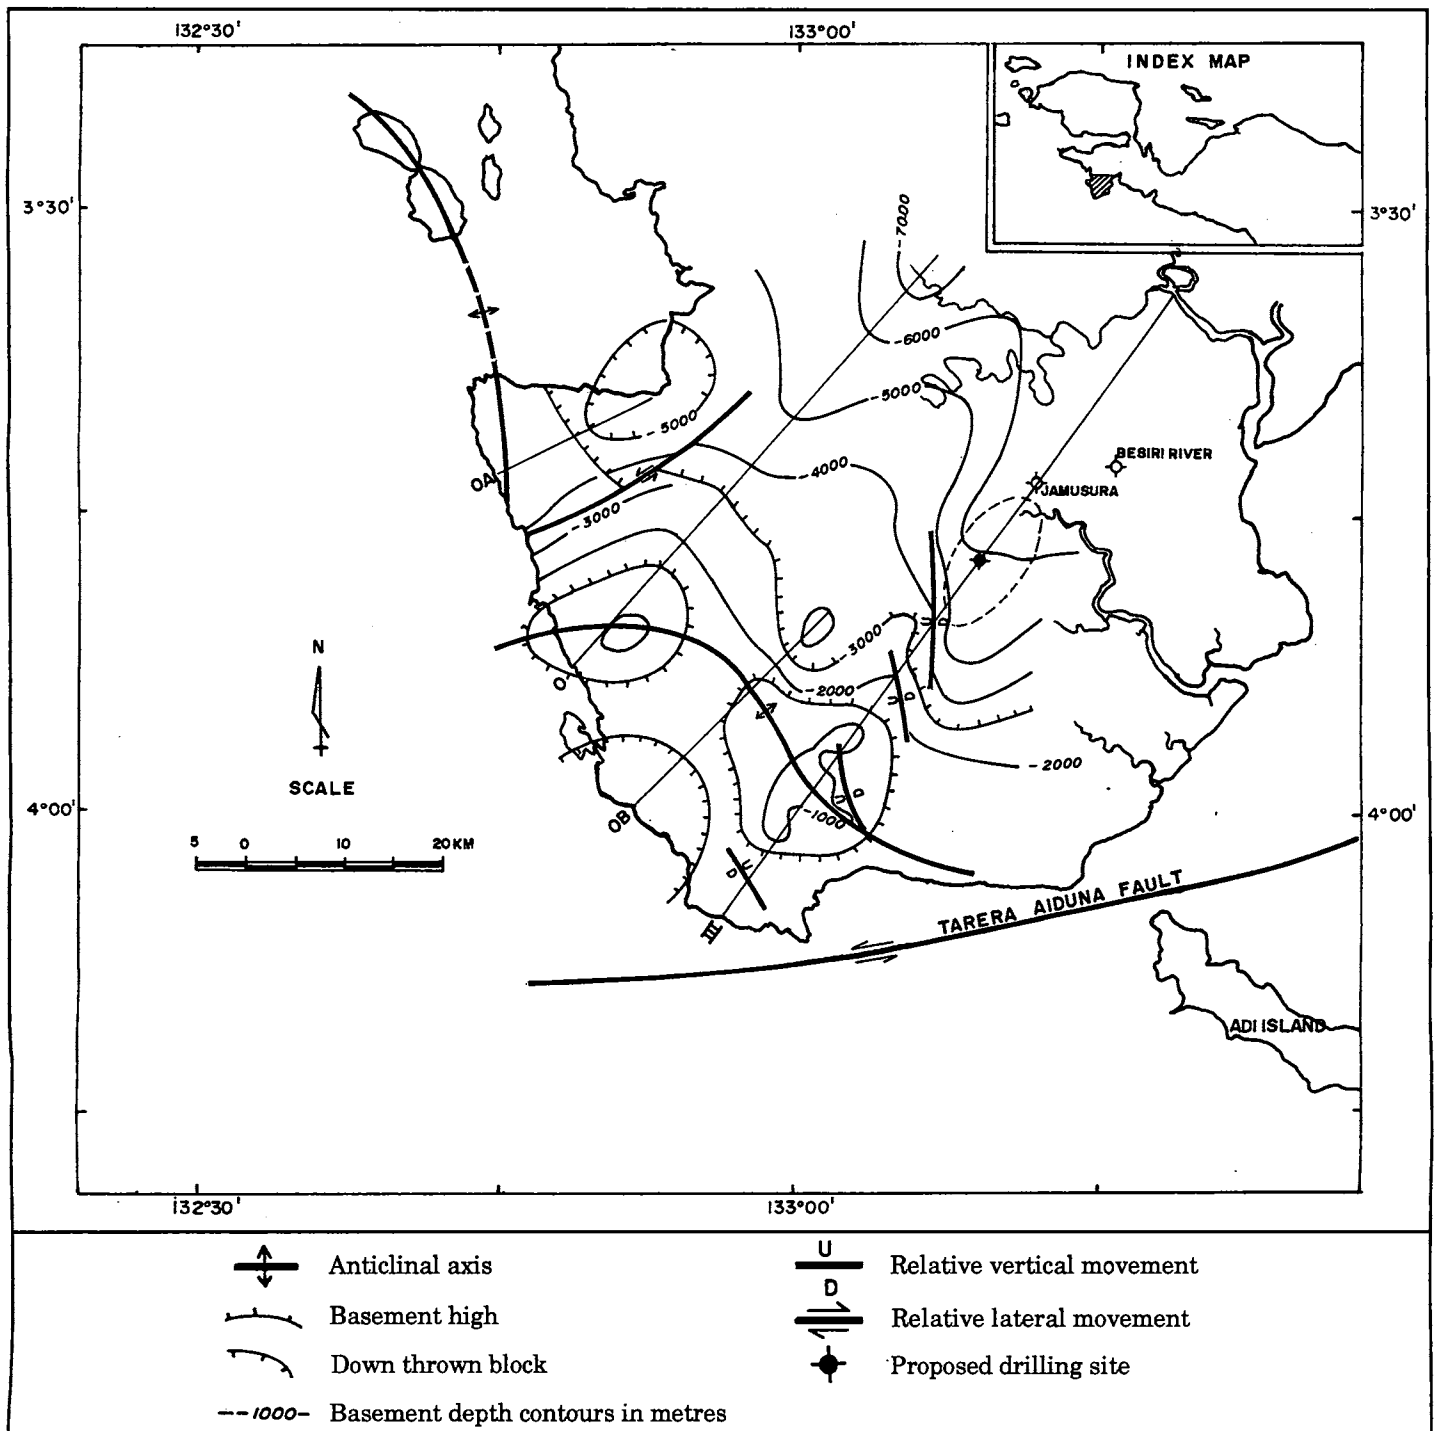 132°30'
133°00'
INDEX MAP
3°30'
3°30'
-7000
-6000
-5000
-5000
-4000
BESIRI RIVER
JAMUSURA
OA
-3000
U D
-3000
N
O
-2000
U D
-2000
SCALE
U D
4°00'
OB
-1000
4°00'
5 0 10 20 KM
U D
III
TARERA AIDUNA FAULT
ADI ISLAND
132°30'
133°00'
Anticlinal axis
Basement high
Down thrown block
--1000- Basement depth contours in metres
U
Relative vertical movement
D
Relative lateral movement
Proposed drilling site